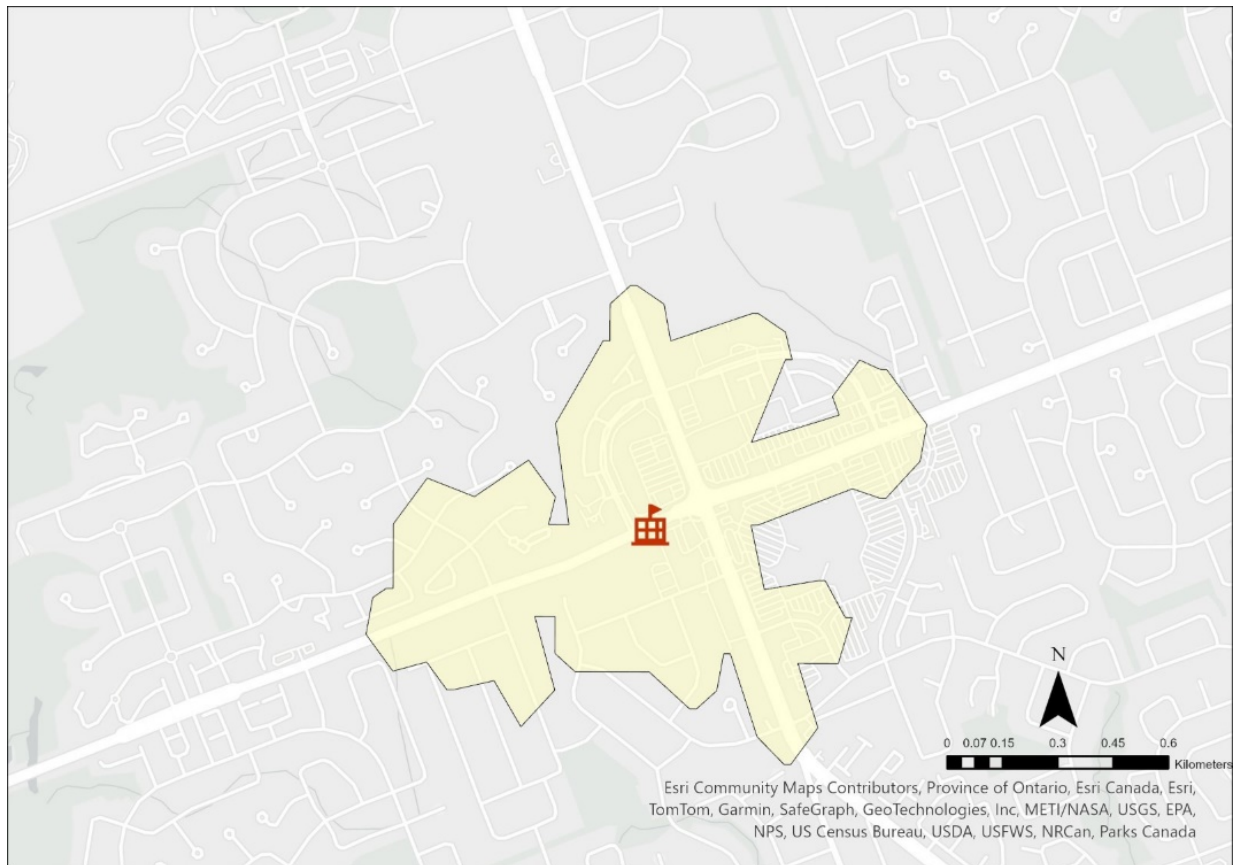 N
0 0.07 0.15 0.3 0.45 0.6
Kilometers
Esri Community Maps Contributors, Province of Ontario, Esri Canada, Esri,
TomTom, Garmin, SafeGraph, GeoTechnologies, Inc, METI/NASA, USGS, EPA,
NPS, US Census Bureau, USDA, USFWS, NRCan, Parks Canada